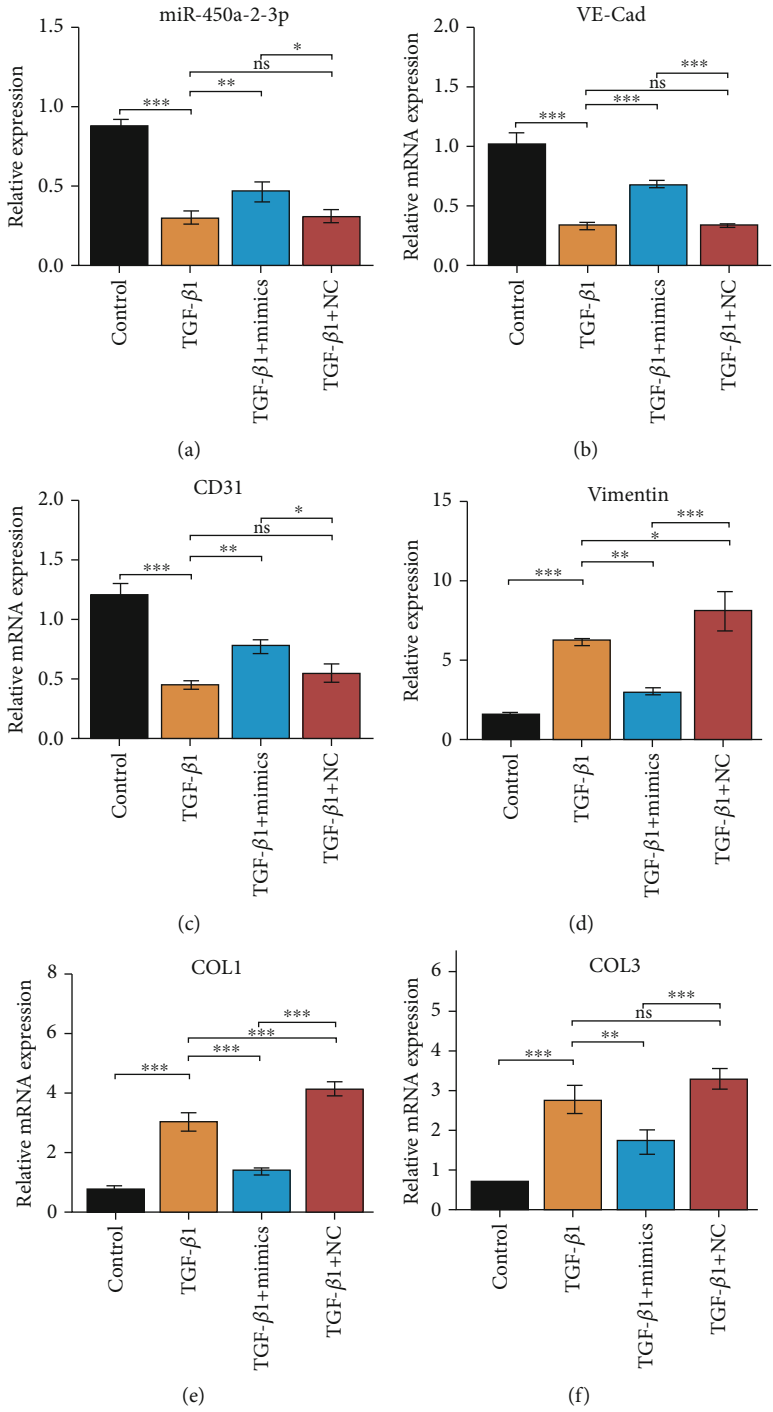 miR-450a-2-3p
Relative expression
1.5
1.0
0.5
0.0
***
**
ns
*
Control
TGF-β1
TGF-β1+mimics
TGF-β1+NC
(a)
VE-Cad
Relative mRNA expression
2.0
1.5
1.0
0.5
0.0
***
***
ns
***
Control
TGF-β1
TGF-β1+mimics
TGF-β1+NC
(b)
CD31
Relative mRNA expression
2.0
1.5
1.0
0.5
0.0
***
**
ns
*
Control
TGF-β1
TGF-β1+mimics
TGF-β1+NC
(c)
Vimentin
Relative expression
15
10
5
0
***
**
*
***
Control
TGF-β1
TGF-β1+mimics
TGF-β1+NC
(d)
COL1
Relative mRNA expression
8
6
4
2
0
***
***
***
***
Control
TGF-β1
TGF-β1+mimics
TGF-β1+NC
(e)
COL3
Relative mRNA expression
6
5
4
3
2
1
0
***
**
ns
***
Control
TGF-β1
TGF-β1+mimics
TGF-β1+NC
(f)